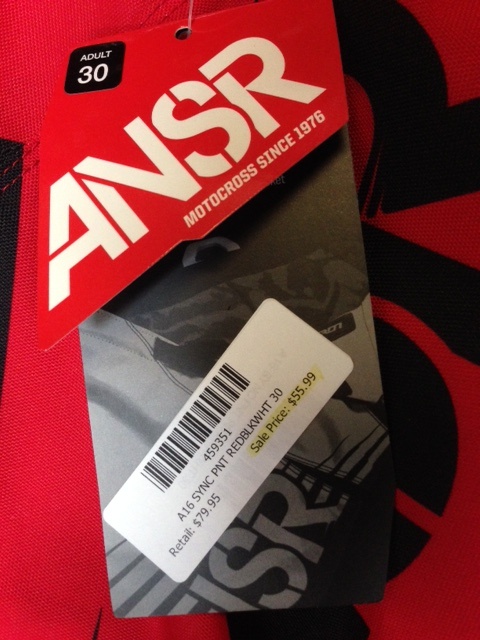 ADULT
30
ANSR
MOTOCROSS SINCE 1976
459351
A16 SYNC PNT REDBLKWHT 30
Retail: $79.95
Sale Price: $55.99
NSR